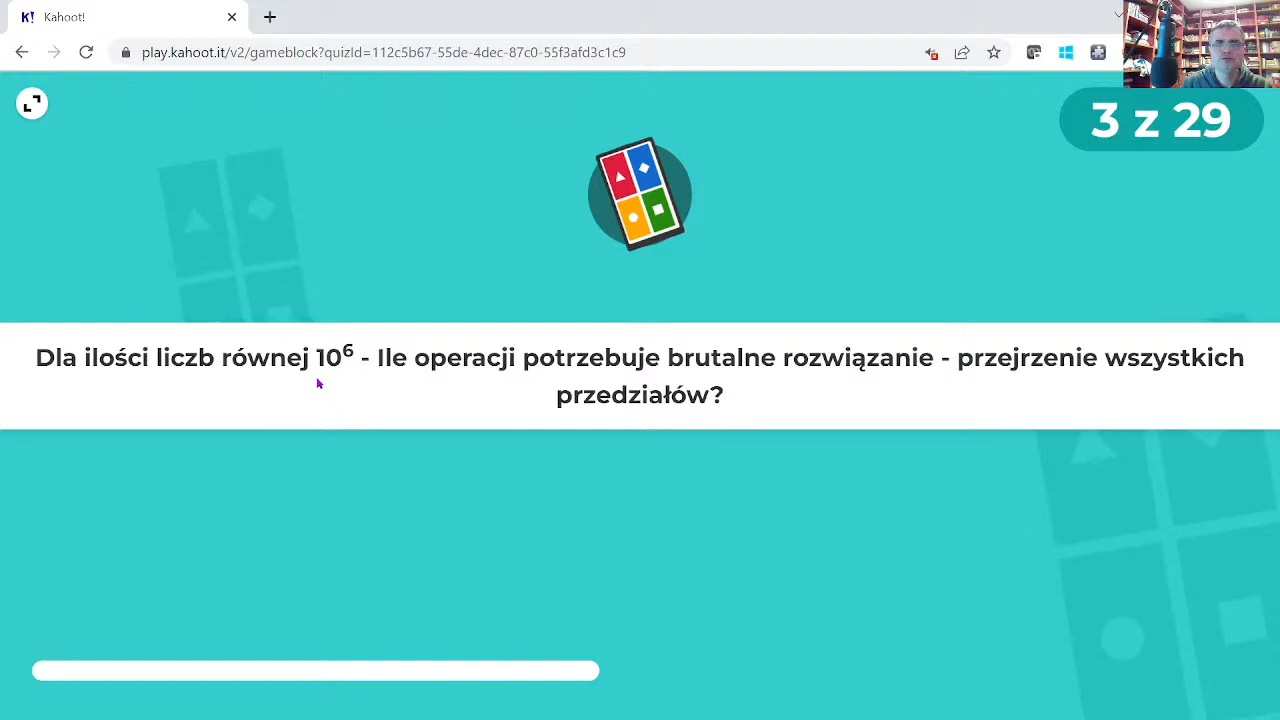 K! Kahoot!
play.kahoot.it/v2/gameblock?quizId=112c5b67-55de-4dec-87c0-55f3afd3c1c9
3 z 29
Dla ilości liczb równej 10⁶ - Ile operacji potrzebuje brutalne rozwiązanie - przejrzenie wszystkich
przedziałów?